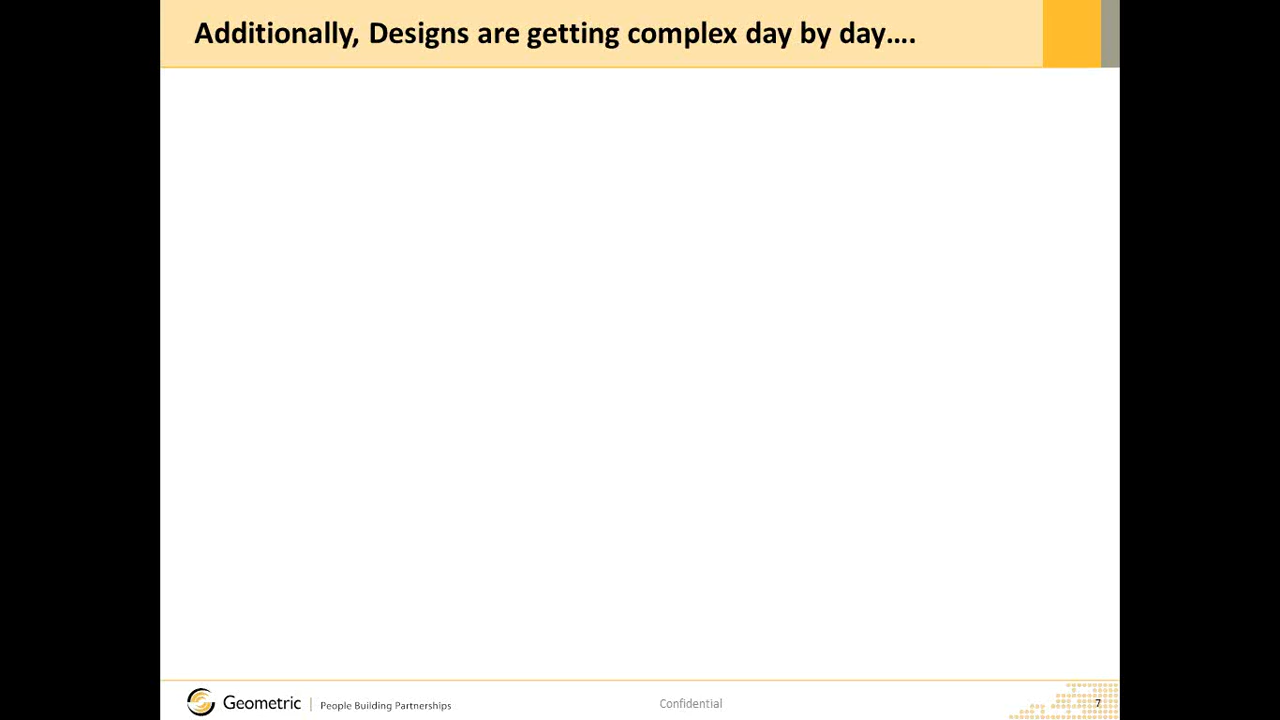 Additionally, Designs are getting complex day by day....
Geometric | People Building Partnerships
Confidential
7